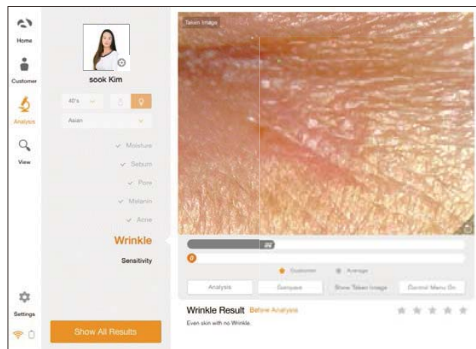 Home
Customer
Analysis
View
Settings
sook Kim
40's
Asian
Moisture
Sebum
Pore
Melanin
Acne
Wrinkle
Sensitivity
Show All Results
Taken Image
0
Customer
Average
Analysis
Compare
Show Taken Image
Control Menu On
Wrinkle Result Before Analysis
Even skin with no Wrinkle.